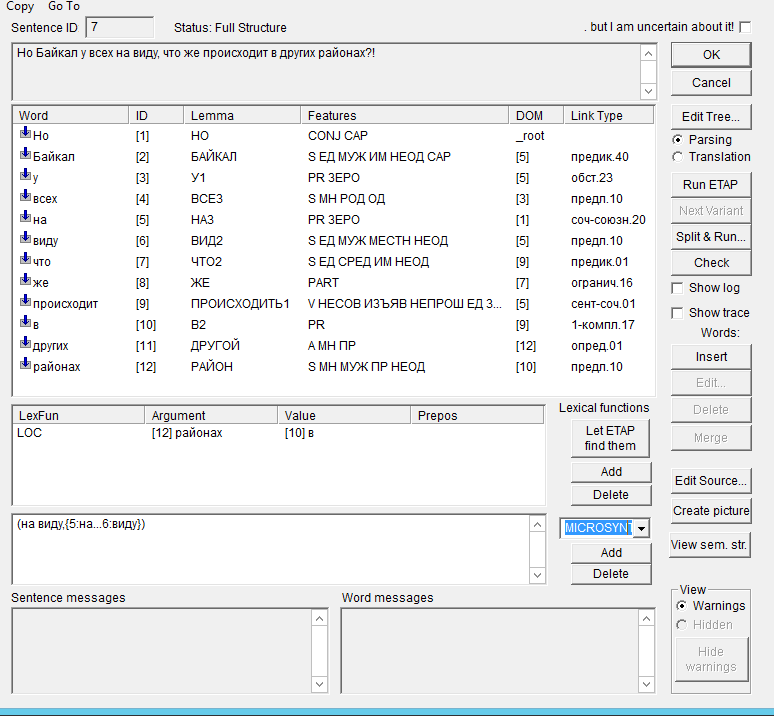 Copy Go To
Sentence ID 7 Status: Full Structure . but I am uncertain about it!
Но Байкал у всех на виду, что же происходит в других районах?!
OK
Cancel
Edit Tree...
Parsing
Translation
Run ETAP
Next Variant
Split & Run...
Check
Show log
Show trace
Words:
Insert
Edit...
Delete
Merge
Edit Source...
Create picture
View sem. str.
View
Warnings
Hidden
Hide warnings
Word ID Lemma Features DOM Link Type
Но [1] НО CONJ CAP _root
Байкал [2] БАЙКАЛ S ЕД МУЖ ИМ НЕОД CAP [5] предик.40
у [3] У1 PR ЗЕРО [5] обст.23
всех [4] ВСЕ3 S МН РОД ОД [3] предл.10
на [5] НА3 PR ЗЕРО [1] соч-союзн.20
виду [6] ВИД2 S ЕД МУЖ МЕСТН НЕОД [5] предл.10
что [7] ЧТО2 S ЕД СРЕД ИМ НЕОД [9] предик.01
же [8] ЖЕ PART [7] огранич.16
происходит [9] ПРОИСХОДИТЬ1 V НЕСОВ ИЗЪЯВ НЕПРОШ ЕД 3... [5] сент-соч.01
в [10] В2 PR [9] 1-компл.17
других [11] ДРУГОЙ A МН ПР [12] опред.01
районах [12] РАЙОН S МН МУЖ ПР НЕОД [10] предл.10
LexFun Argument Value Prepos
LOC [12] районах [10] в
Lexical functions
Let ETAP
find them
Add
Delete
(на виду,{5:на...6:виду})
MICROSYNT
Add
Delete
Sentence messages Word messages